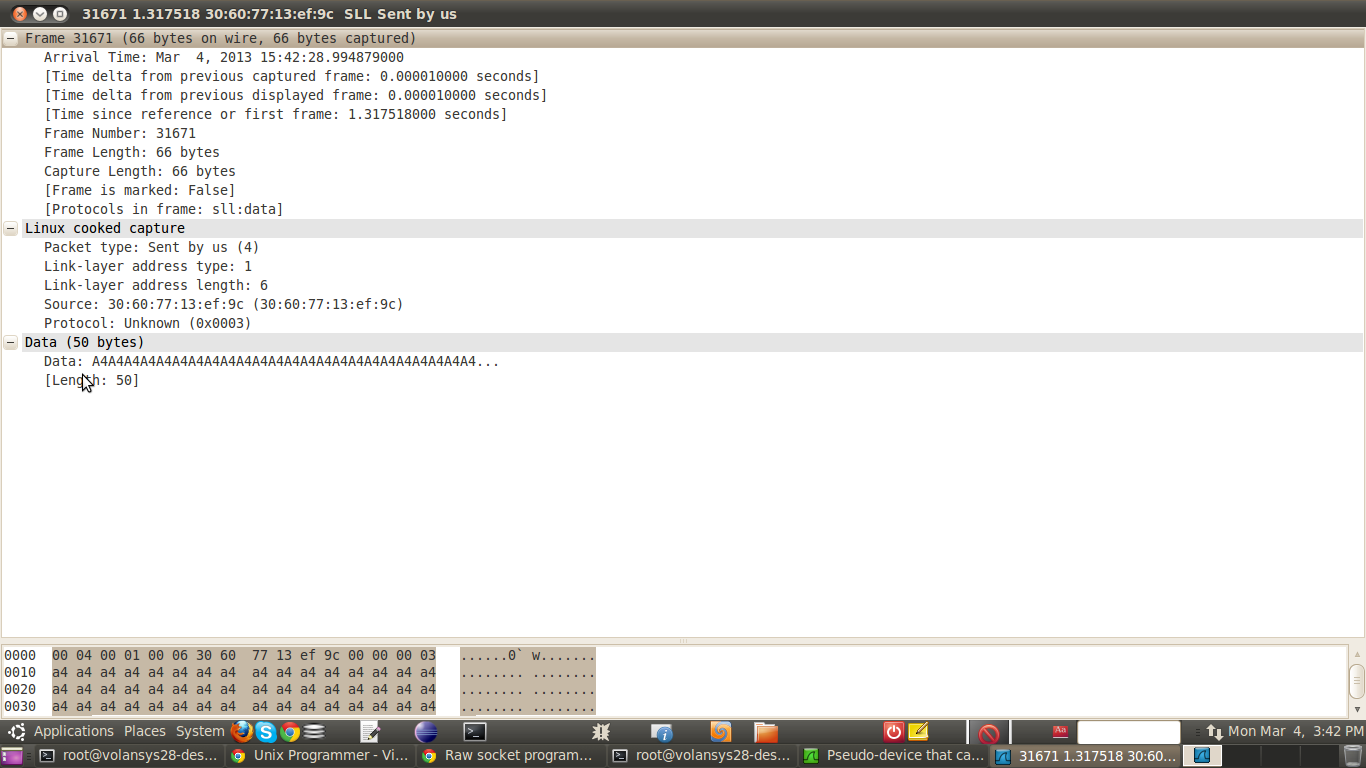 31671 1.317518 30:60:77:13:ef:9c  SLL Sent by us
Frame 31671 (66 bytes on wire, 66 bytes captured)
Arrival Time: Mar  4, 2013 15:42:28.994879000
[Time delta from previous captured frame: 0.000010000 seconds]
[Time delta from previous displayed frame: 0.000010000 seconds]
[Time since reference or first frame: 1.317518000 seconds]
Frame Number: 31671
Frame Length: 66 bytes
Capture Length: 66 bytes
[Frame is marked: False]
[Protocols in frame: sll:data]
Linux cooked capture
Packet type: Sent by us (4)
Link-layer address type: 1
Link-layer address length: 6
Source: 30:60:77:13:ef:9c (30:60:77:13:ef:9c)
Protocol: Unknown (0x0003)
Data (50 bytes)
Data: A4A4A4A4A4A4A4A4A4A4A4A4A4A4A4A4A4A4A4A4A4A4A4A4...
[Length: 50]
0000  00 04 00 01 00 06 30 60  77 13 ef 9c 00 00 00 03  ......0` w.......
0010  a4 a4 a4 a4 a4 a4 a4 a4  a4 a4 a4 a4 a4 a4 a4 a4  ........ ........
0020  a4 a4 a4 a4 a4 a4 a4 a4  a4 a4 a4 a4 a4 a4 a4 a4  ........ ........
0030  a4 a4 a4 a4 a4 a4 a4 a4  a4 a4 a4 a4 a4 a4 a4 a4  ........ ........
Applications Places System Aa Mon Mar  4,  3:42 PM
root@volansys28-des... Unix Programmer - Vi... Raw socket program... root@volansys28-des... Pseudo-device that ca... 31671 1.317518 30:60...